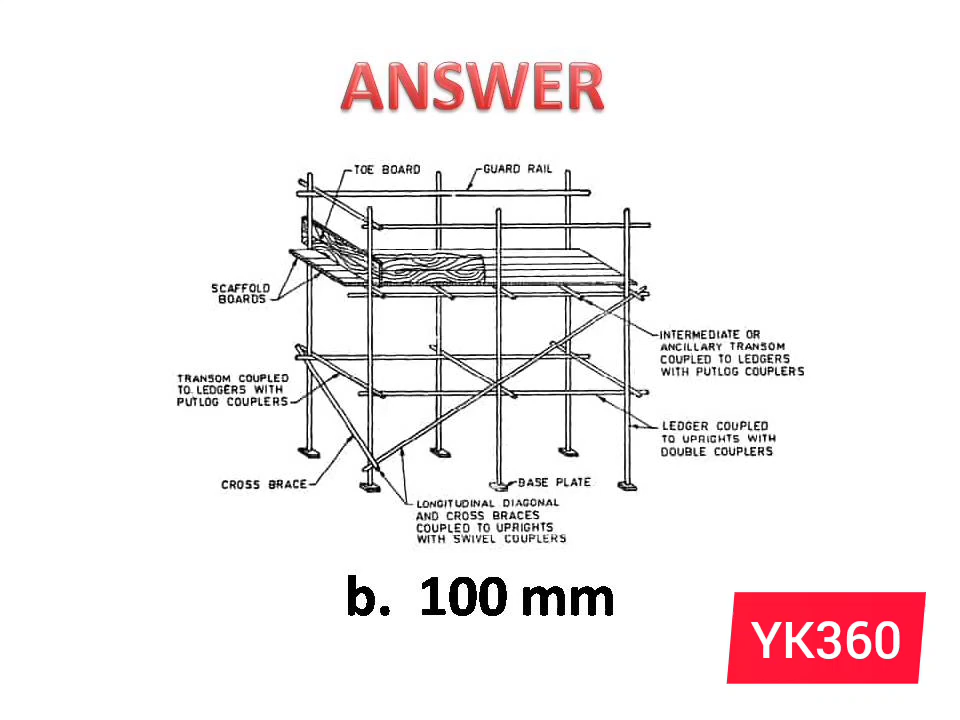 ANSWER
TOE BOARD
GUARD RAIL
SCAFFOLD
BOARDS
INTERMEDIATE OR
ANCILLARY TRANSOM
COUPLED TO LEDGERS
WITH PUTLOG COUPLERS
TRANSOM COUPLED
TO LEDGERS WITH
PUTLOG COUPLERS
LEDGER COUPLED
TO UPRIGHTS WITH
DOUBLE COUPLERS
CROSS BRACE
BASE PLATE
LONGITUDINAL DIAGONAL
AND CROSS BRACES
COUPLED TO UPRIGHTS
WITH SWIVEL COUPLERS
b. 100 mm
YK360